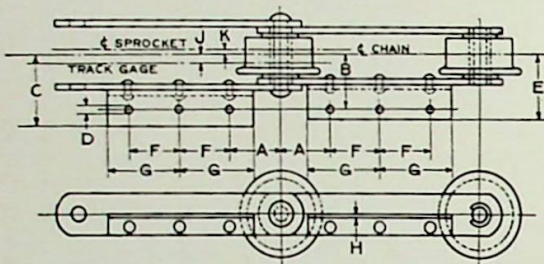 J K
℄ SPROCKET
℄ CHAIN
TRACK GAGE
B
C
E
D
F F A A F F
G G G G
H